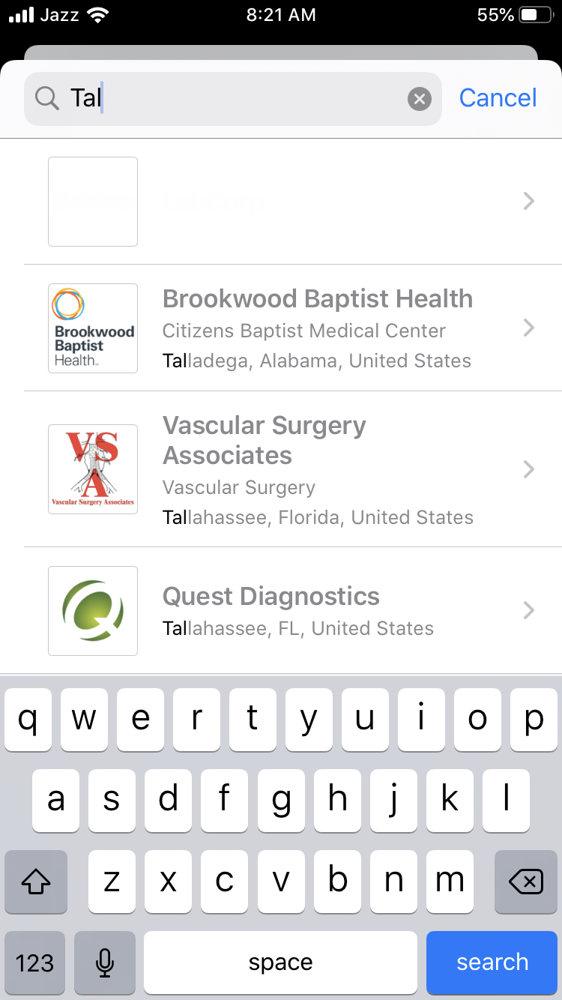 Jazz 8:21 AM 55%
Tal Cancel
Brookwood
Baptist
Health
Brookwood Baptist Health
Citizens Baptist Medical Center
Talladega, Alabama, United States
VSA
Vascular Surgery Associates
Vascular Surgery
Associates
Vascular Surgery
Tallahassee, Florida, United States
Quest Diagnostics
Tallahassee, FL, United States
q w e r t y u i o p
a s d f g h j k l
z x c v b n m
123 space search